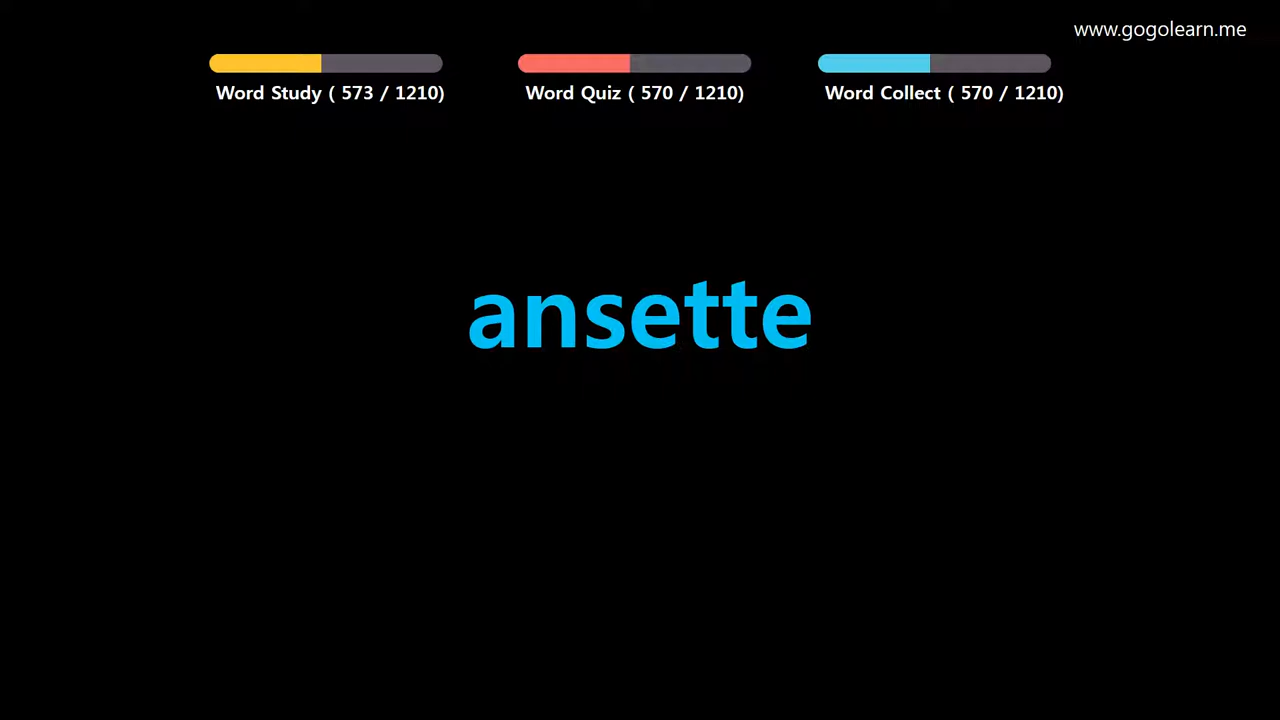 www.gogolearn.me
Word Study ( 573 / 1210)
Word Quiz ( 570 / 1210)
Word Collect ( 570 / 1210)
ansette